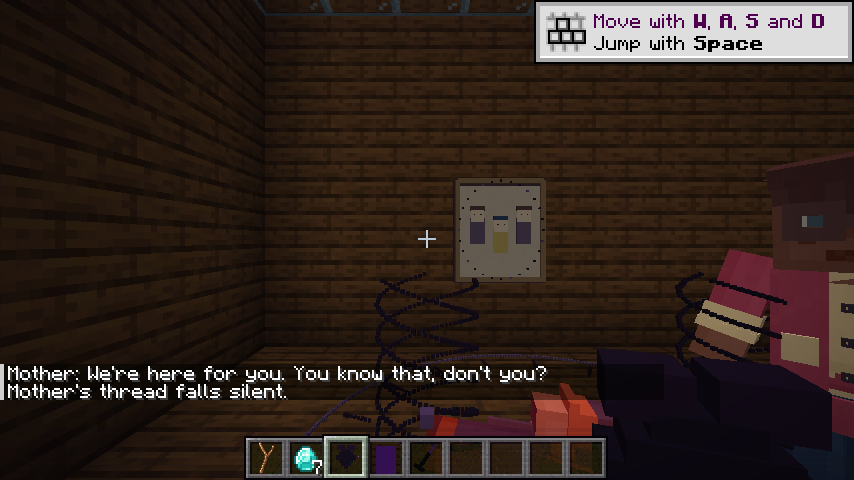 Move with W, A, S and D
Jump with Space
Mother: We're here for you. You know that, don't you?
Mother's thread falls silent.
7